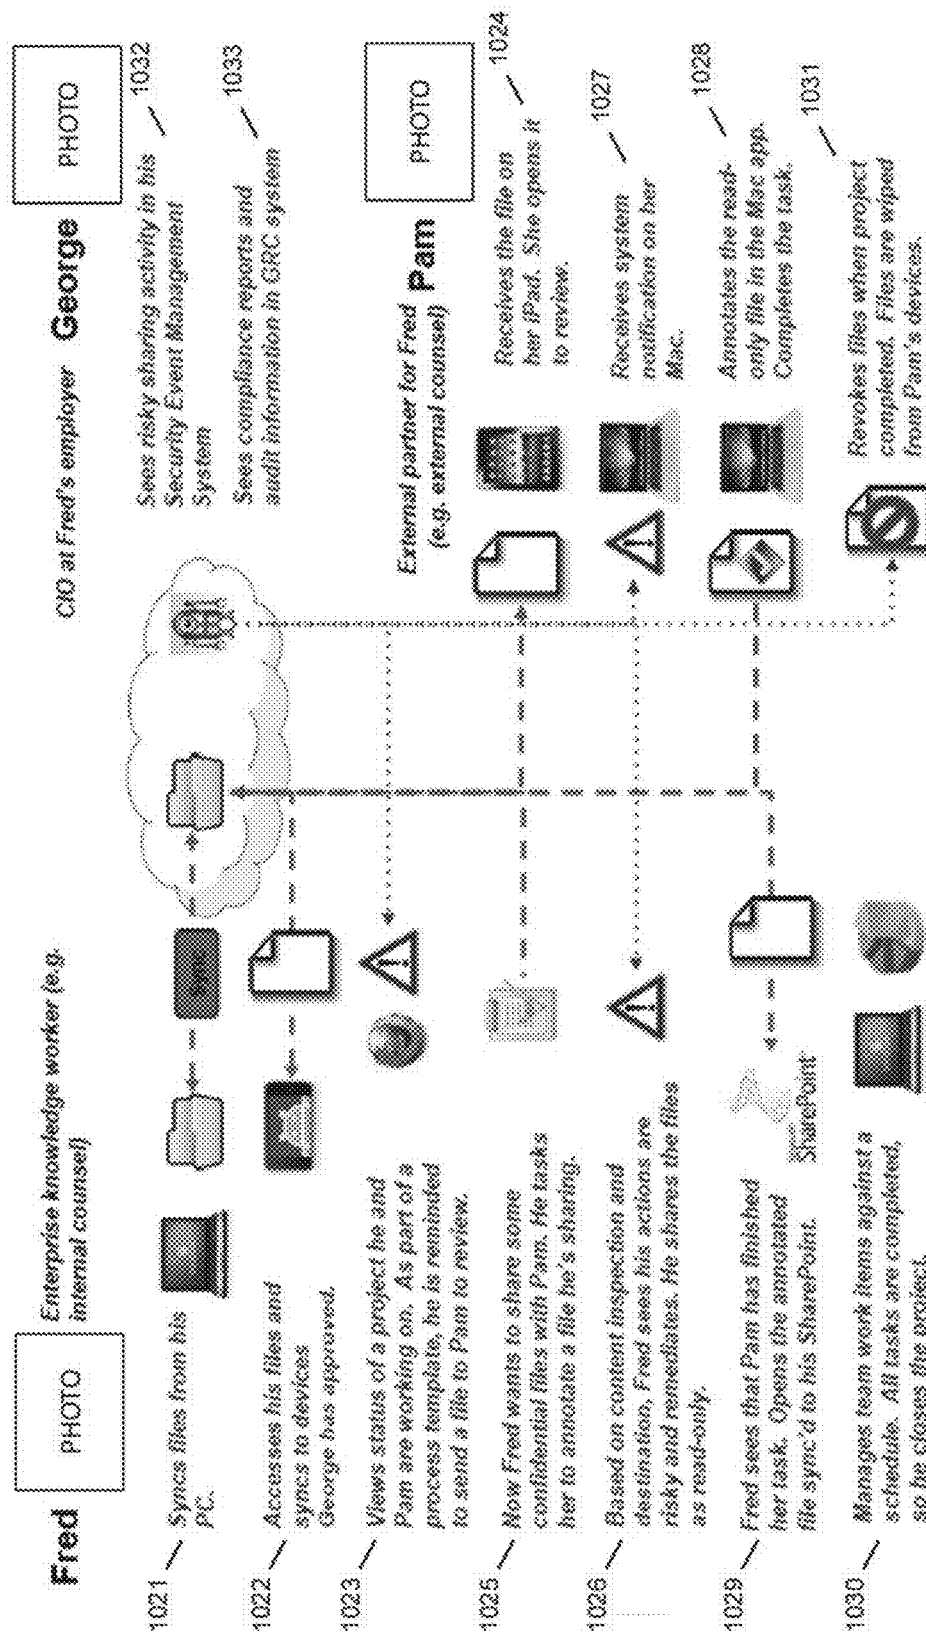 Fred
PHOTO
Enterprise knowledge worker (e.g.
internal counsel)
CIO at Fred's employer
George
PHOTO
1021
Syncs files from his
PC.
1022
Accesses his files and
syncs to devices
George has approved.
1023
Views status of a project he and
Pam are working on. As part of a
process template, he is reminded
to send a file to Pan to review.
1025
Now Fred wants to share some
confidential files with Pam. He tasks
her to annotate a file he's sharing.
1026
Based on content inspection and
destination, Fred sees his actions are
risky and remediates. He shares the files
as read-only.
1029
Fred sees that Pam has finished
her task. Opens the annotated
file sync'd to his SharePoint.
SharePoint
1030
Manages team work items against a
schedule. All tasks are completed,
so he closes the project.
Sees risky sharing activity in his
Security Event Management
System
1032
Sees compliance reports and
audit information in GRC system
1033
External partner for Fred
(e.g. external counsel)
Pam
PHOTO
Receives the file on
her iPad. She opens it
to review.
1024
Receives system
notification on her
Mac.
1027
Annotates the read-
only file in the Mac app.
Completes the task.
1028
Revokes files when project
completed. Files are wiped
from Pam's devices.
1031